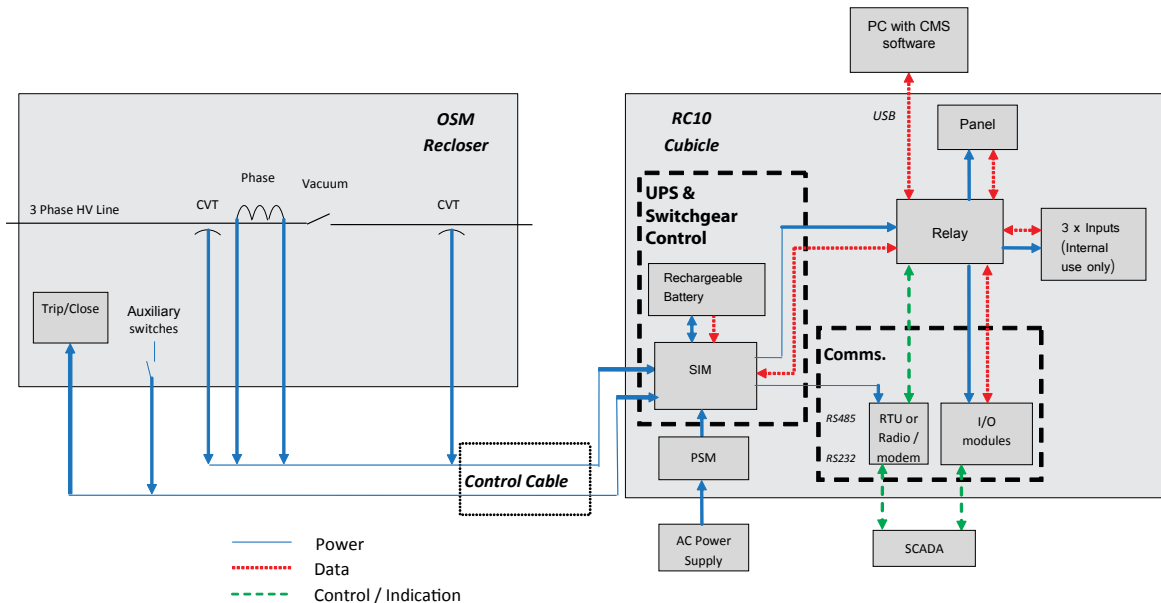 PC with CMS
software
OSM
Recloser
RC10
Cubicle
USB
Panel
Phase
Vacuum
UPS &
Switchgear
Control
3 Phase HV Line
CVT
CVT
Relay
3 x Inputs
(Internal
use only)
Rechargeable
Battery
Trip/Close
Auxiliary
switches
Comms.
SIM
RS485
RTU or
Radio /
modem
I/O
modules
PSM
RS232
Control Cable
AC Power
Supply
SCADA
Power
Data
Control / Indication